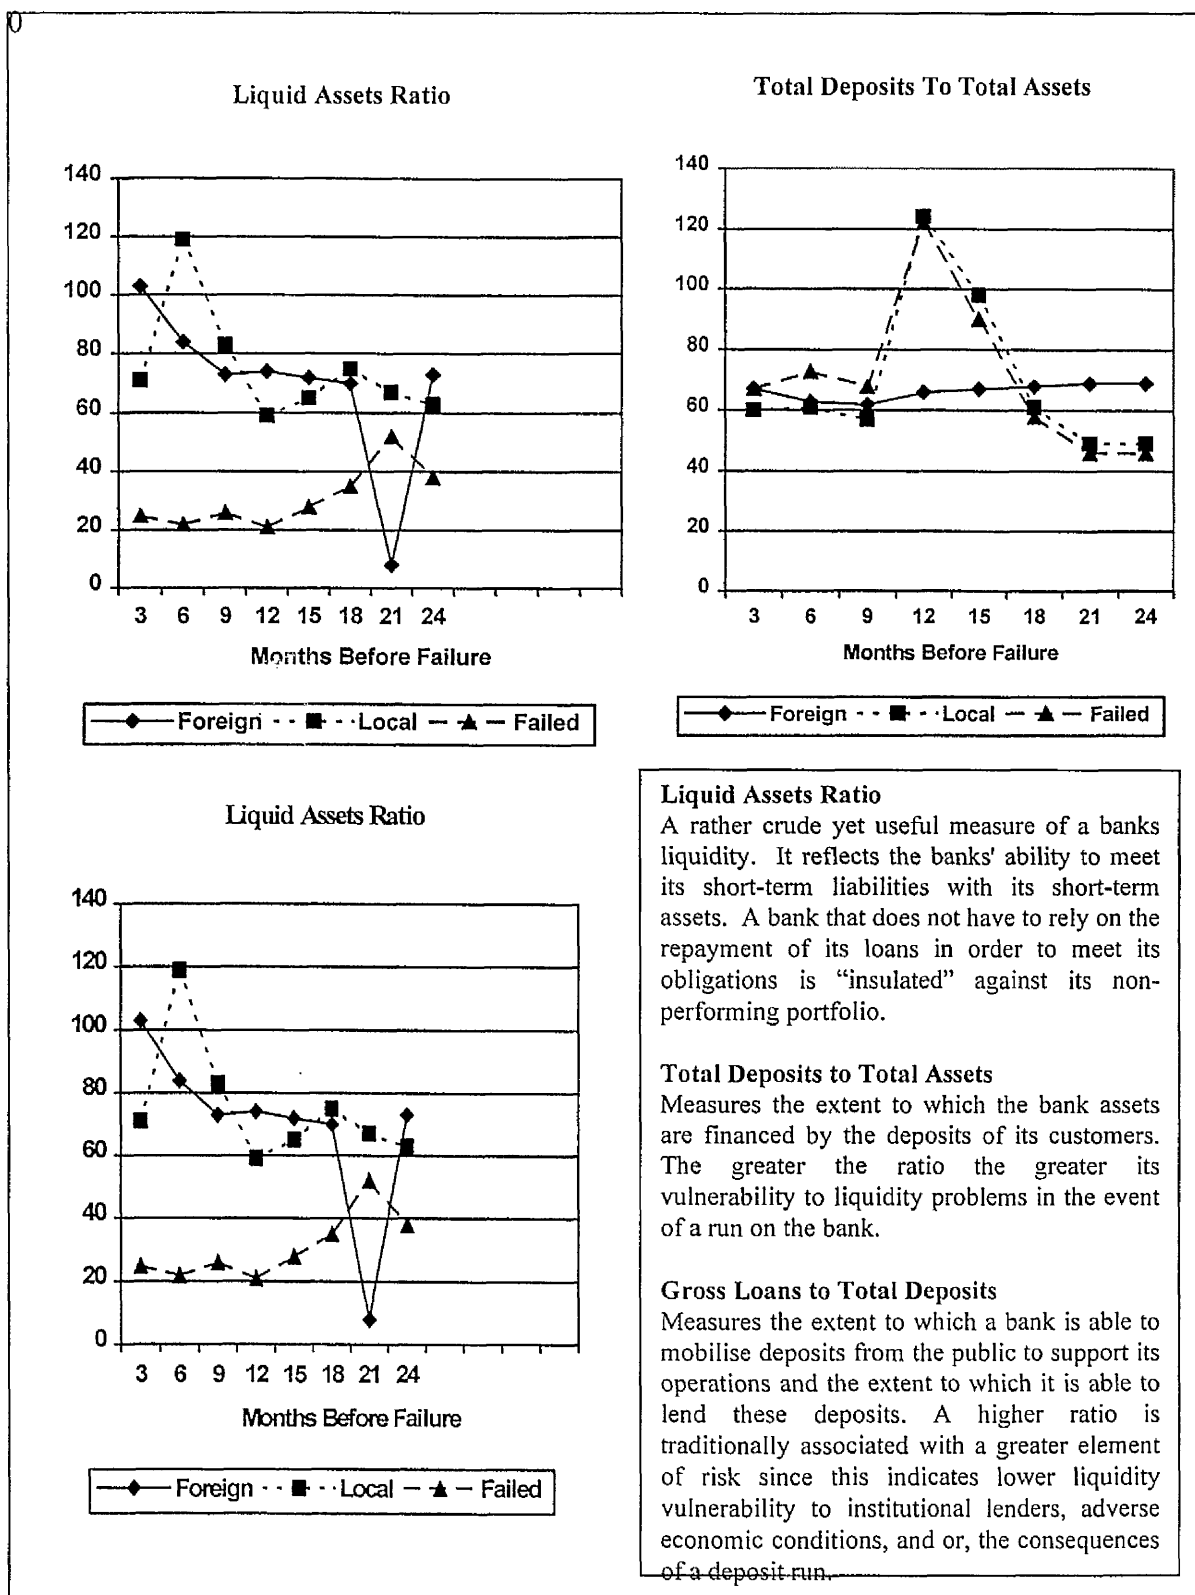 0
Liquid Assets Ratio
140
120
100
80
60
40
20
0
3 6 9 12 15 18 21 24
Months Before Failure
Foreign Local Failed
Total Deposits To Total Assets
140
120
100
80
60
40
20
0
3 6 9 12 15 18 21 24
Months Before Failure
Foreign Local Failed
Liquid Assets Ratio
140
120
100
80
60
40
20
0
3 6 9 12 15 18 21 24
Months Before Failure
Foreign Local Failed
Liquid Assets Ratio
A rather crude yet useful measure of a banks
liquidity. It reflects the banks' ability to meet
its short-term liabilities with its short-term
assets. A bank that does not have to rely on the
repayment of its loans in order to meet its
obligations is “insulated” against its non-
performing portfolio.
Total Deposits to Total Assets
Measures the extent to which the bank assets
are financed by the deposits of its customers.
The greater the ratio the greater its
vulnerability to liquidity problems in the event
of a run on the bank.
Gross Loans to Total Deposits
Measures the extent to which a bank is able to
mobilise deposits from the public to support its
operations and the extent to which it is able to
lend these deposits. A higher ratio is
traditionally associated with a greater element
of risk since this indicates lower liquidity
vulnerability to institutional lenders, adverse
economic conditions, and or, the consequences
of a deposit run.